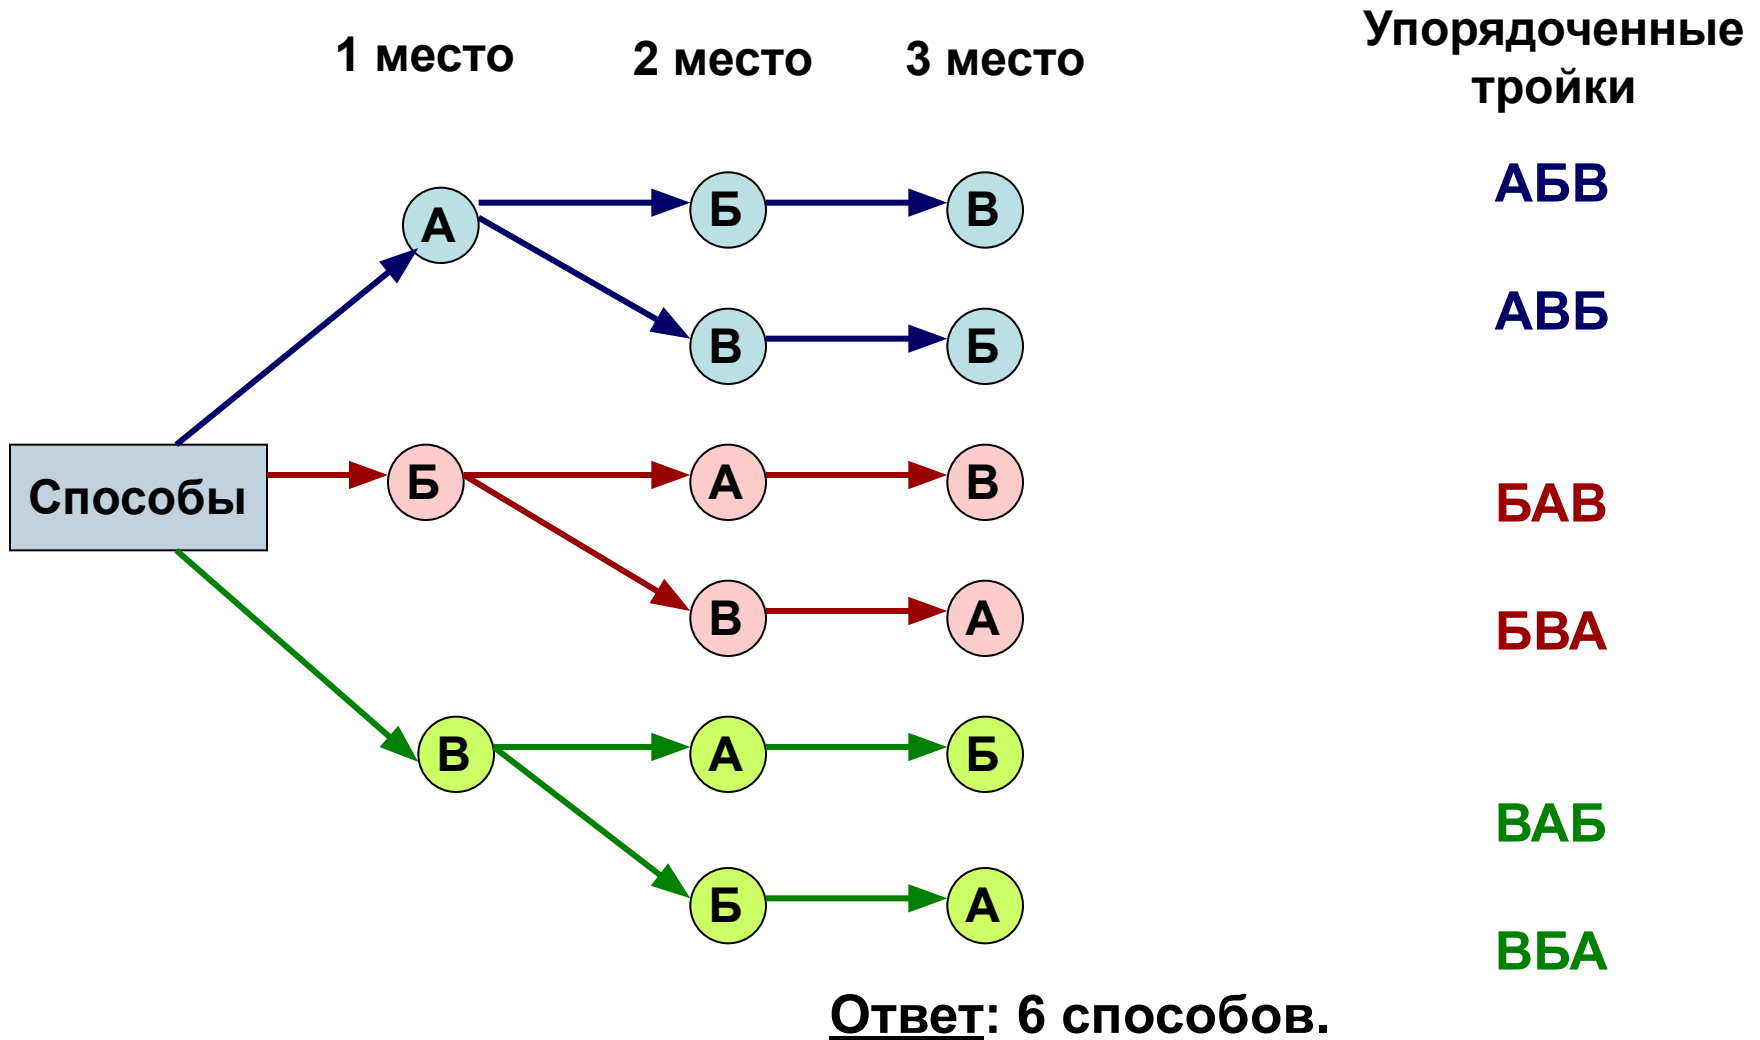 1 место 2 место 3 место Упорядоченные
тройки
А Б В АБВ
В Б АВБ
Способы Б А В БАВ
В А БВА
В А Б ВАБ
Б А ВБА
Ответ: 6 способов.